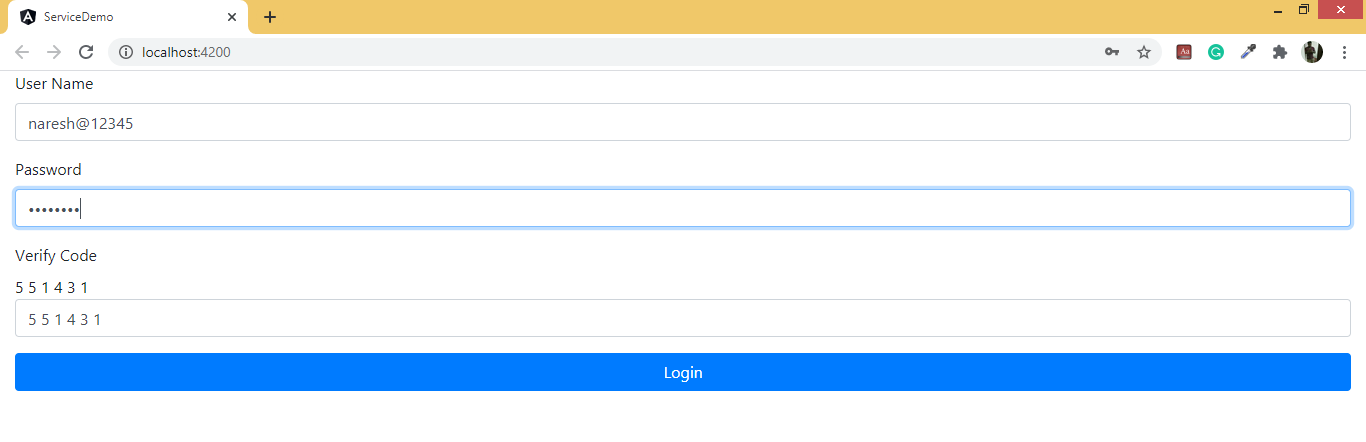 ServiceDemo
localhost:4200
User Name
naresh@12345
Password
••••••••
Verify Code
5 5 1 4 3 1
5 5 1 4 3 1
Login